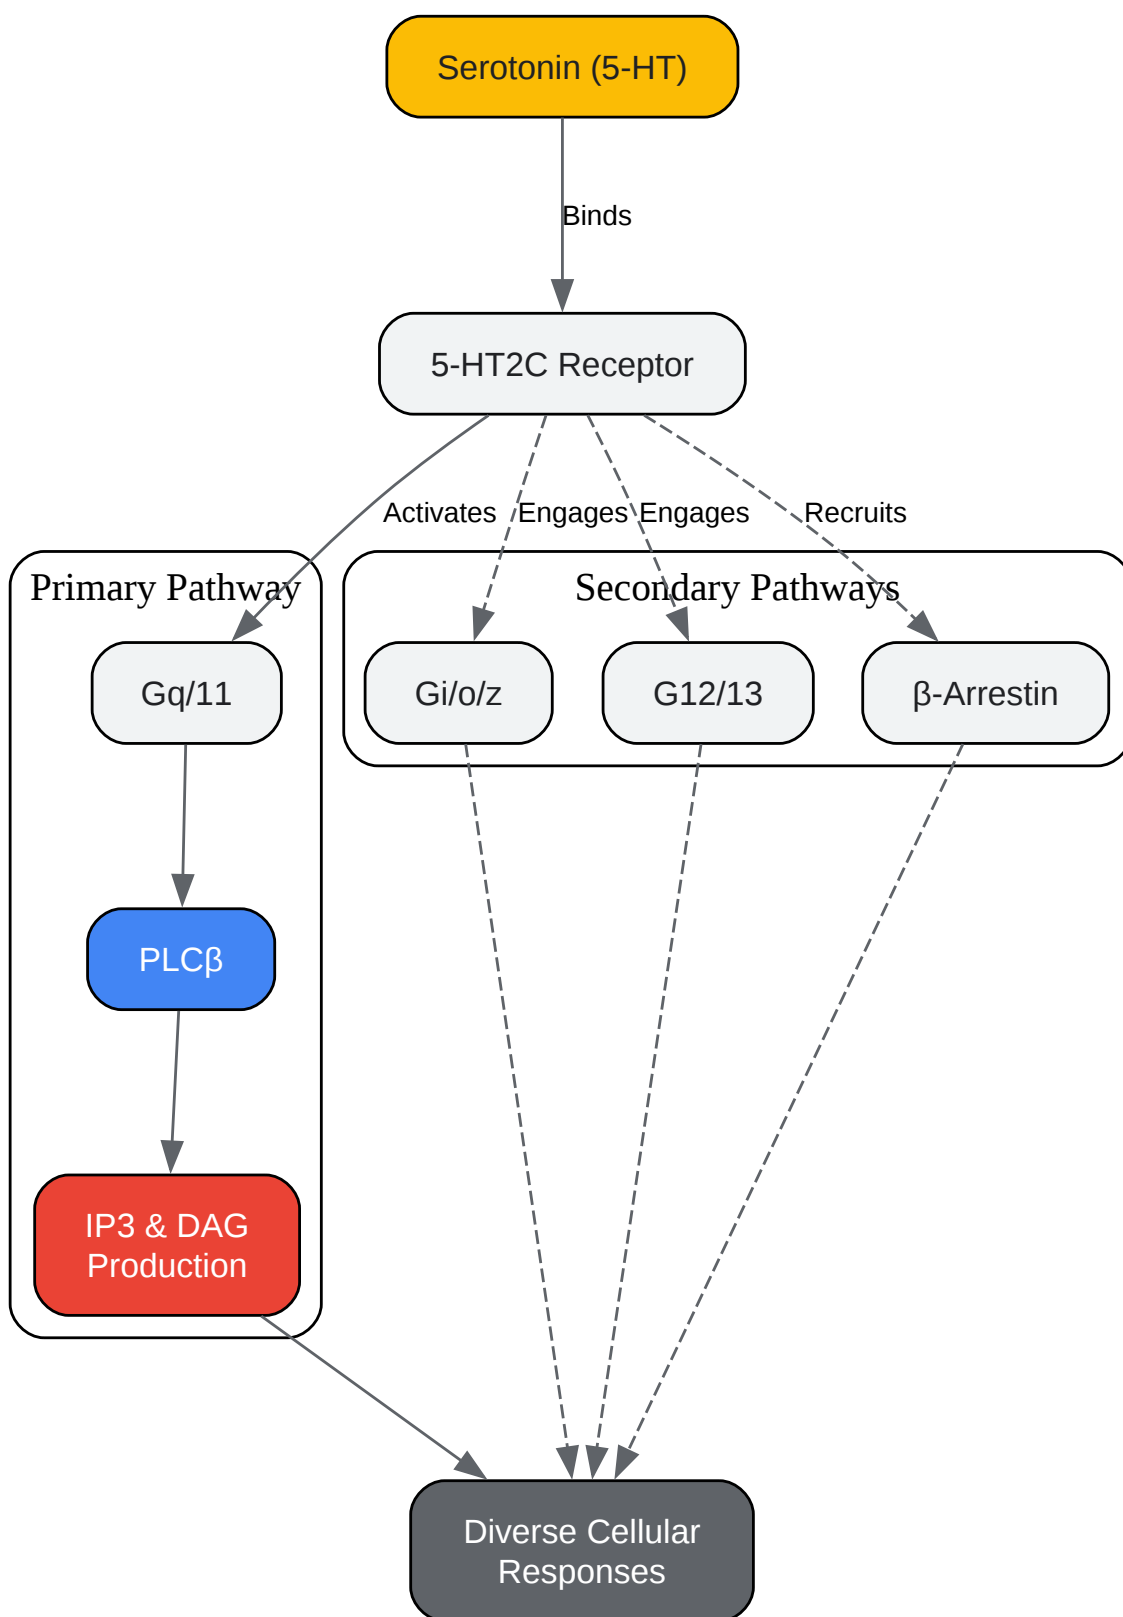 Serotonin (5-HT)
Binds
5-HT2C Receptor
Activates
Engages
Engages
Recruits
Primary Pathway
Secondary Pathways
Gq/11
Gi/o/z
G12/13
β-Arrestin
PLCβ
IP3 & DAG
Production
Diverse Cellular
Responses